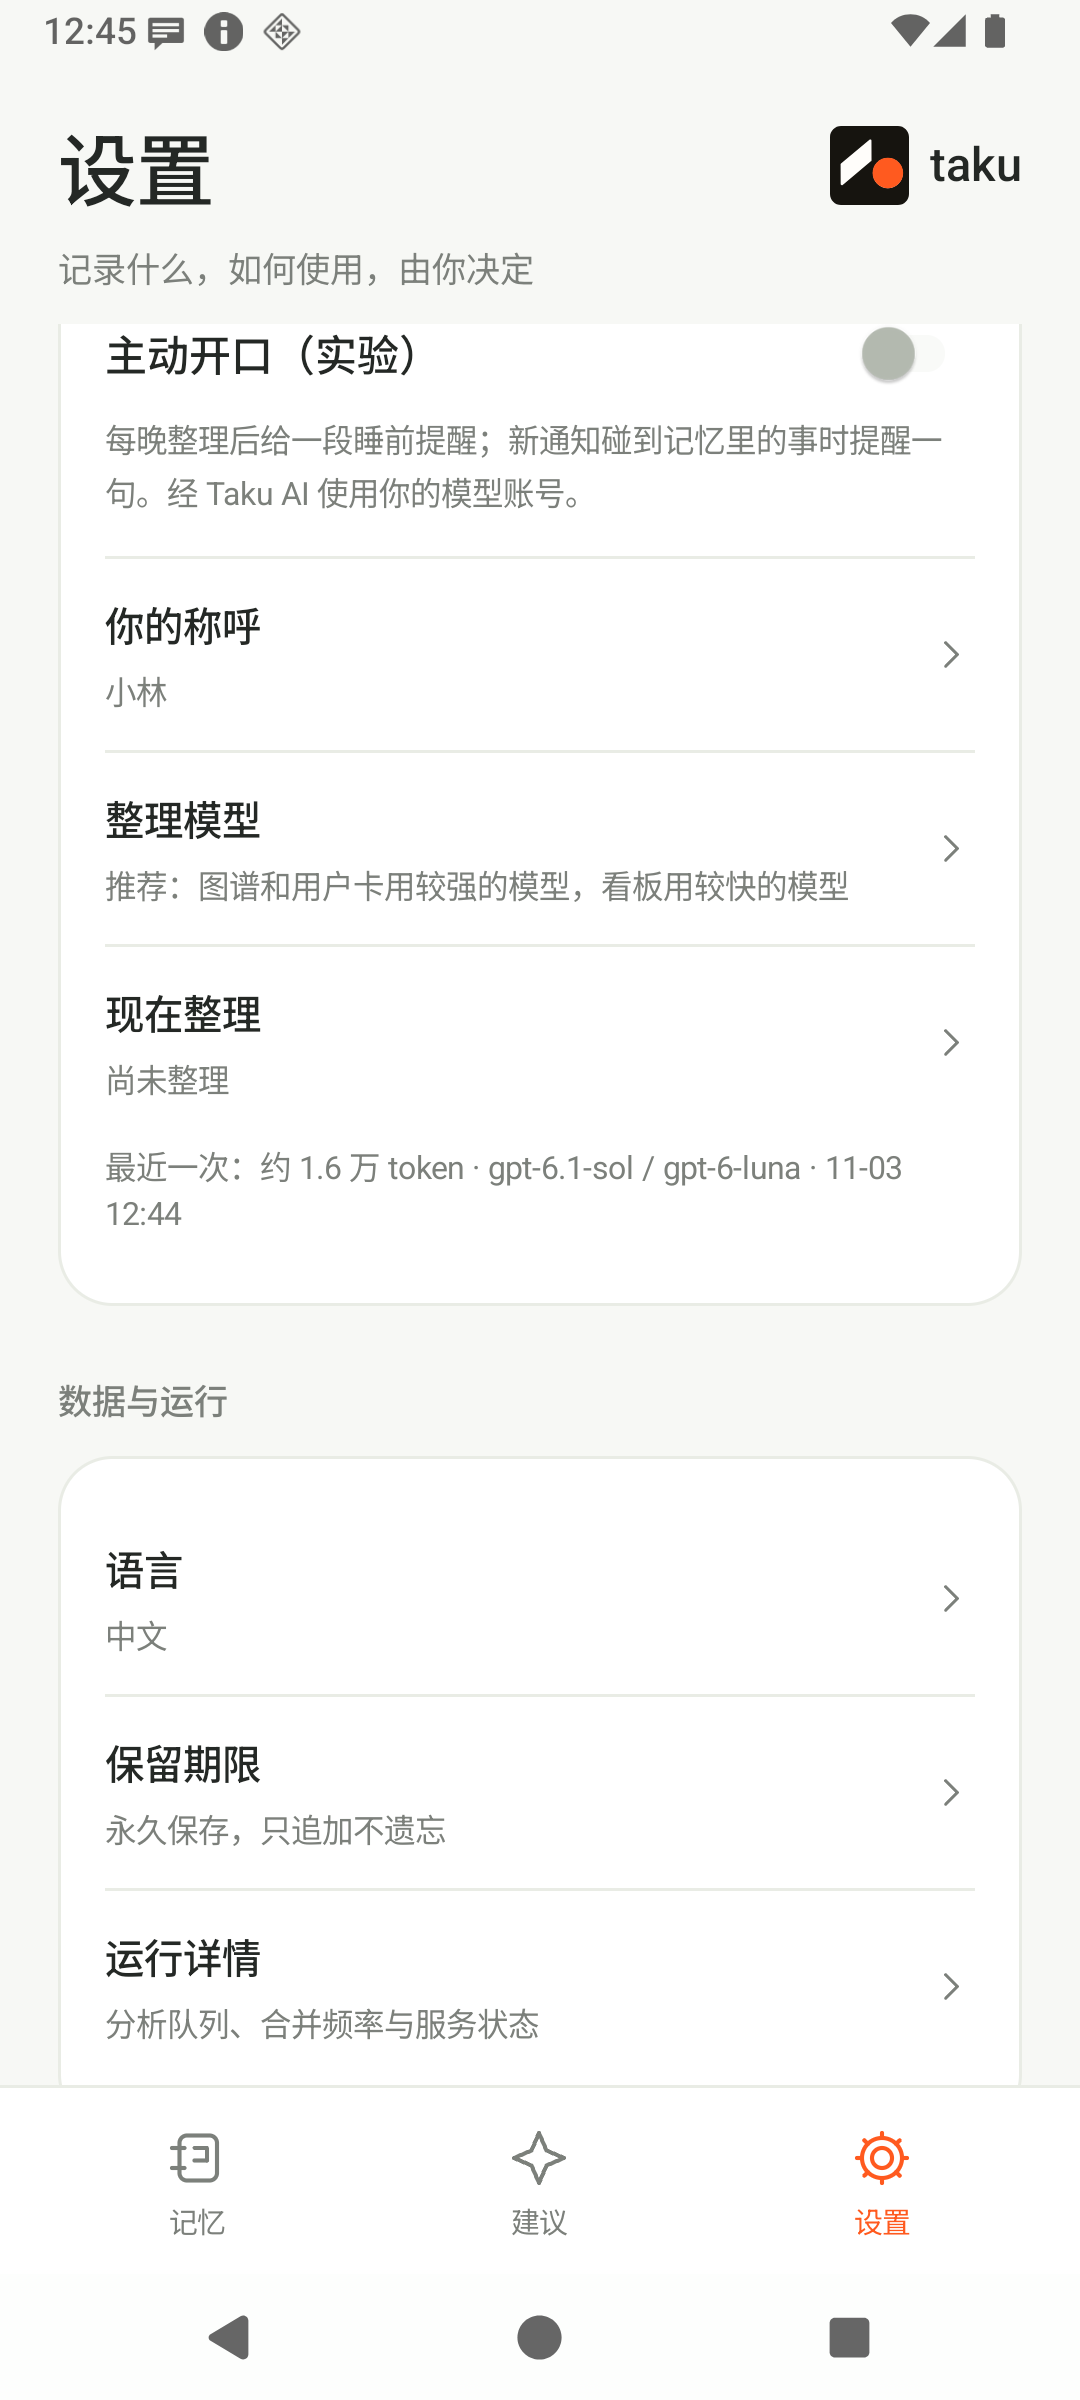 12:45
设置
taku
记录什么，如何使用，由你决定
主动开口（实验）
每晚整理后给一段睡前提醒；新通知碰到记忆里的事时提醒一
句。经 Taku AI 使用你的模型账号。
你的称呼
小林
整理模型
推荐：图谱和用户卡用较强的模型，看板用较快的模型
现在整理
尚未整理
最近一次：约 1.6 万 token · gpt-6.1-sol / gpt-6-luna · 11-03
12:44
数据与运行
语言
中文
保留期限
永久保存，只追加不遗忘
运行详情
分析队列、合并频率与服务状态
记忆
建议
设置